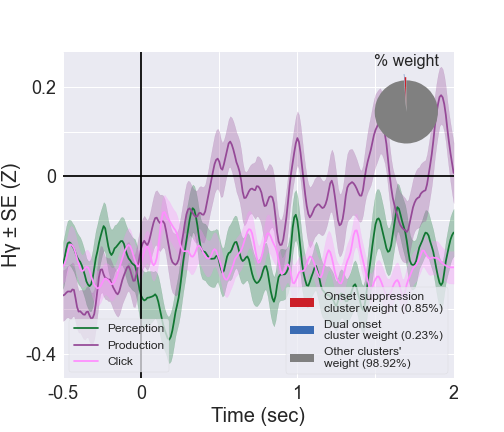 % weight
0.2
0
-0.4
Hγ ± SE (Z)
Perception
Production
Click
Onset suppression
cluster weight (0.85%)
Dual onset
cluster weight (0.23%)
Other clusters'
weight (98.92%)
-0.5
0
1
2
Time (sec)